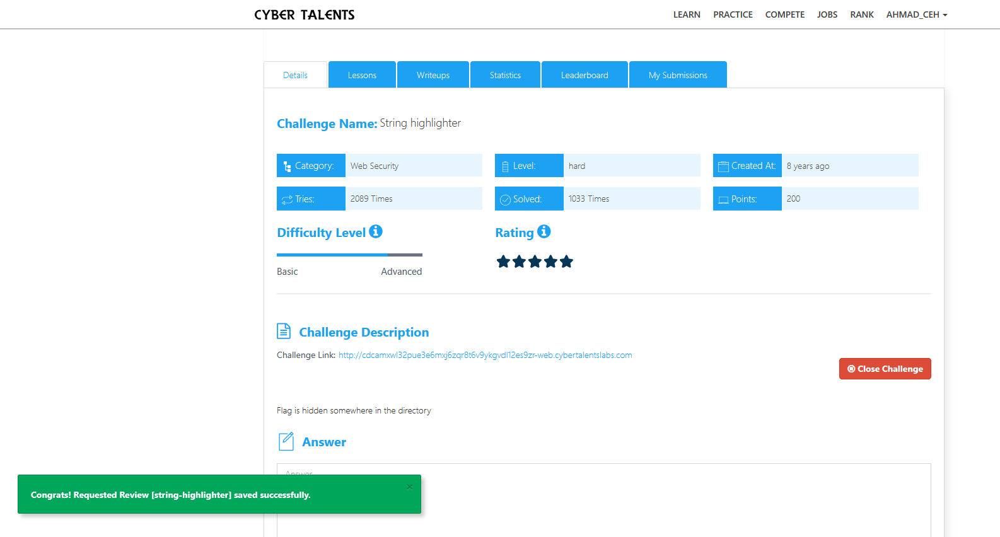 CYBER TALENTS
LEARN PRACTICE COMPETE JOBS RANK AHMAD_CEH
Details Lessons Writeups Statistics Leaderboard My Submissions
Challenge Name: String highlighter
Category: Web Security Level: hard Created At: 8 years ago
Tries: 2089 Times Solved: 1033 Times Points: 200
Difficulty Level Rating
Basic Advanced
Challenge Description
Challenge Link: http://cdcamxwl32pue3e6mxj6zqr8t6v9ykgvdl12es9zr-web.cybertalentslabs.com
Close Challenge
Flag is hidden somewhere in the directory
Answer
Answer
×
Congrats! Requested Review [string-highlighter] saved successfully.